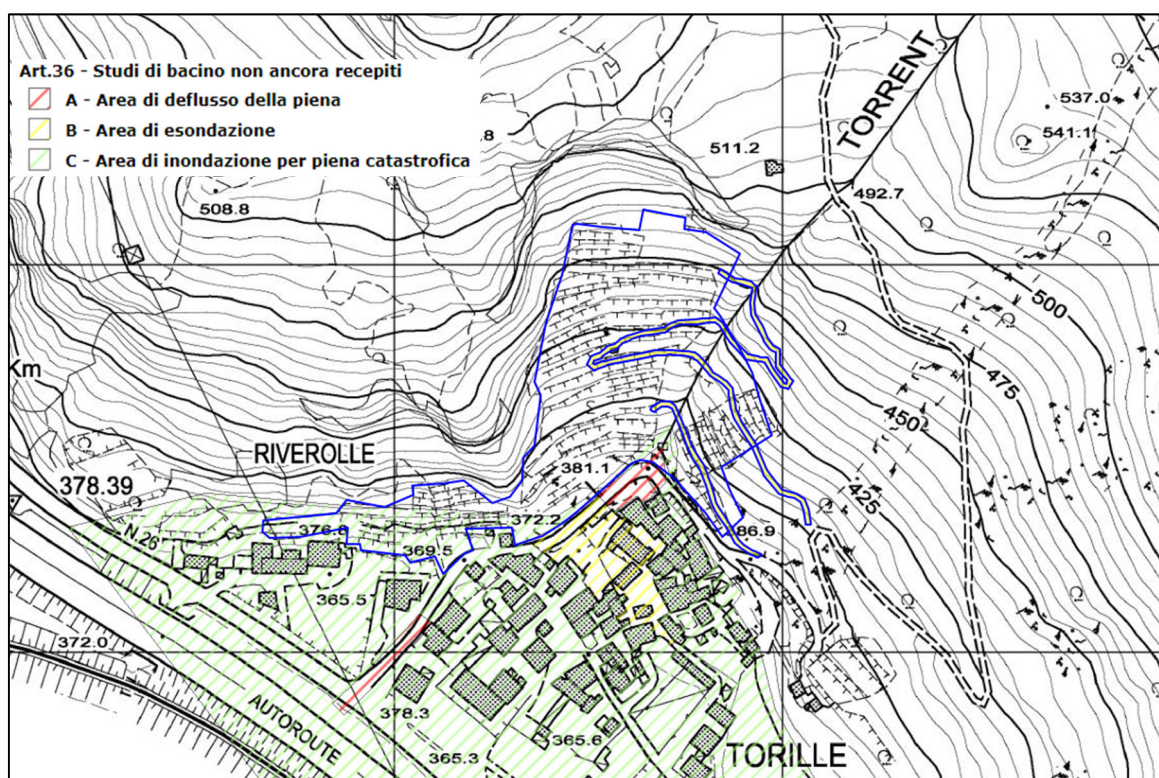 Art.36 - Studi di bacino non ancora recepiti
A - Area di deflusso della piena
B - Area di esondazione
C - Area di inondazione per piena catastrofica
TORRENT
537.0
541.1
.8
511.2
492.7
508.8
500
Km
475
450
RIVEROLLE
381.1
378.39
425
376.8
372.2
86.9
N.26
369.5
365.5
372.0
AUTOROUTE
378.3
365.3
365.6
TORILLE